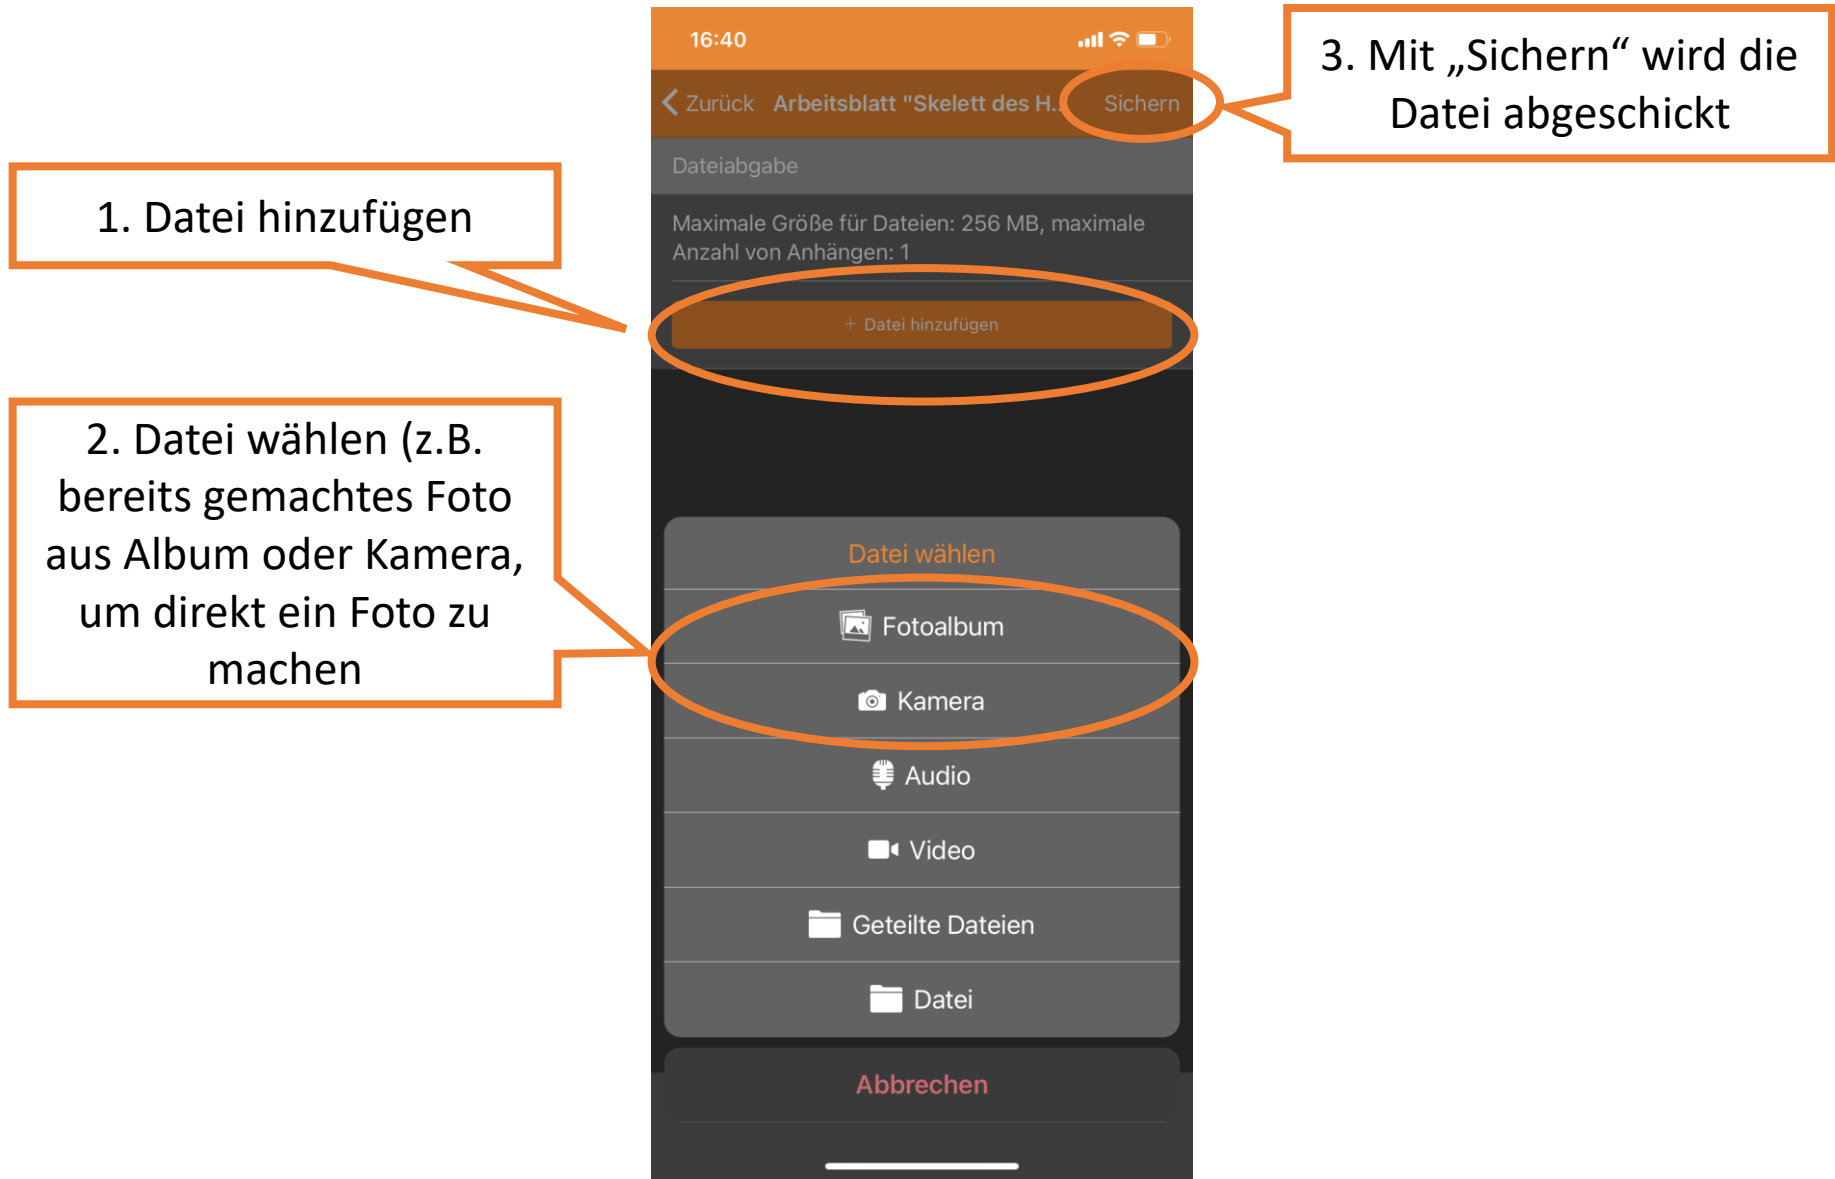 16:40
Zurück Arbeitsblatt "Skelett des H... Sichern
Dateiabgabe
Maximale Größe für Dateien: 256 MB, maximale
Anzahl von Anhängen: 1
+ Datei hinzufügen
Datei wählen
Fotoalbum
Kamera
Audio
Video
Geteilte Dateien
Datei
Abbrechen
1. Datei hinzufügen
2. Datei wählen (z.B.
bereits gemachtes Foto
aus Album oder Kamera,
um direkt ein Foto zu
machen
3. Mit „Sichern“ wird die
Datei abgeschickt